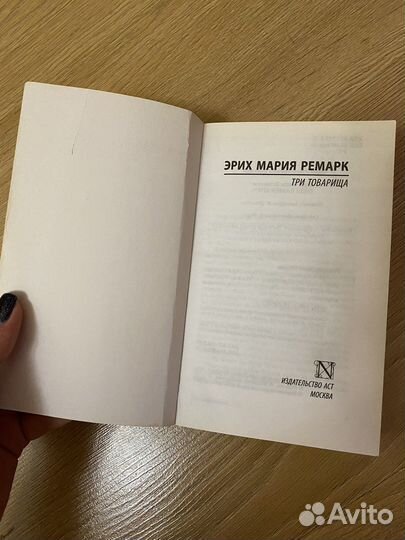 ЭРИХ МАРИЯ РЕМАРК
ТРИ ТОВАРИЩА
N
ИЗДАТЕЛЬСТВО АСТ
МОСКВА
Avito